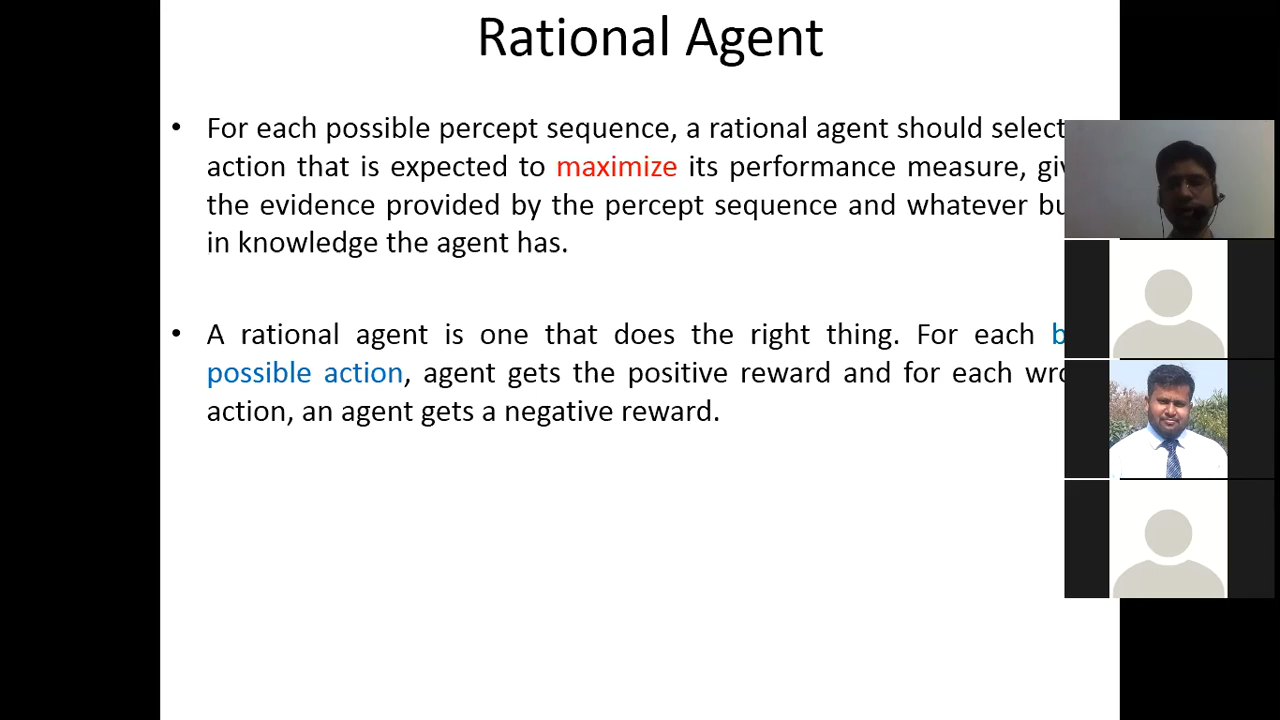 Rational Agent
• For each possible percept sequence, a rational agent should select
action that is expected to maximize its performance measure,
the evidence provided by the percept sequence and whatever
in knowledge the agent has.
• A rational agent is one that does the right thing. For each
possible action, agent gets the positive reward and for each
action, an agent gets a negative reward.